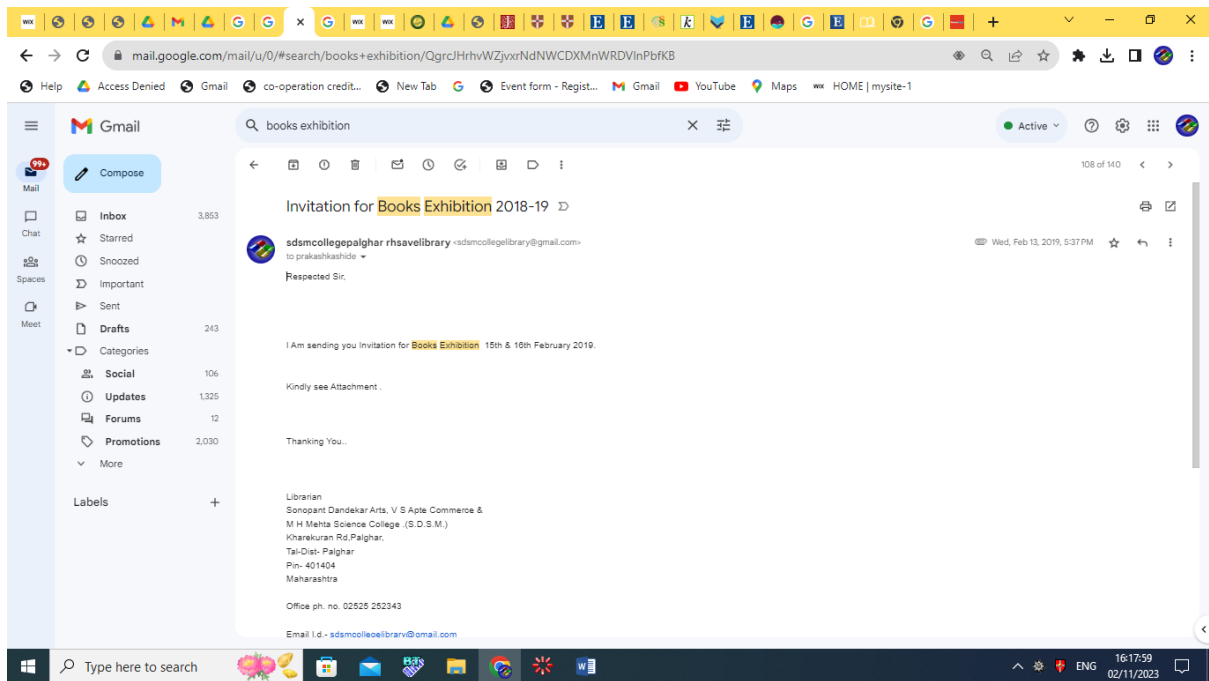 mail.google.com/mail/u/0/#search/books+exhibition/QgrcJHrhvWZjvxrNdNWCDXMnWRDVlnPbfKB
Help Access Denied Gmail co-operation credit... New Tab Event form - Regist... Gmail YouTube Maps HOME | mysite-1
Gmail
books exhibition
Active
99+
Mail
Chat
Spaces
Meet
Compose
Inbox 3,853
Starred
Snoozed
Important
Sent
Drafts 243
Categories
Social 106
Updates 1,325
Forums 12
Promotions 2,030
More
Labels
108 of 140
Invitation for Books Exhibition 2018-19
sdsmcollegepalghar rhsavelibrary <sdsmcollegelibrary@gmail.com>
Wed, Feb 13, 2019, 5:37 PM
to prakashkashide
Respected Sir,
I Am sending you Invitation for Books Exhibition 15th & 16th February 2019.
Kindly see Attachment .
Thanking You..
Librarian
Sonopant Dandekar Arts, V S Apte Commerce &
M H Mehta Science College .(S.D.S.M.)
Kharekuran Rd,Palghar,
Tal-Dist- Palghar
Pin- 401404
Maharashtra
Office ph. no. 02525 252343
Email I.d.- sdsmcollegelibrary@gmail.com
Type here to search
ENG
16:17:59
02/11/2023